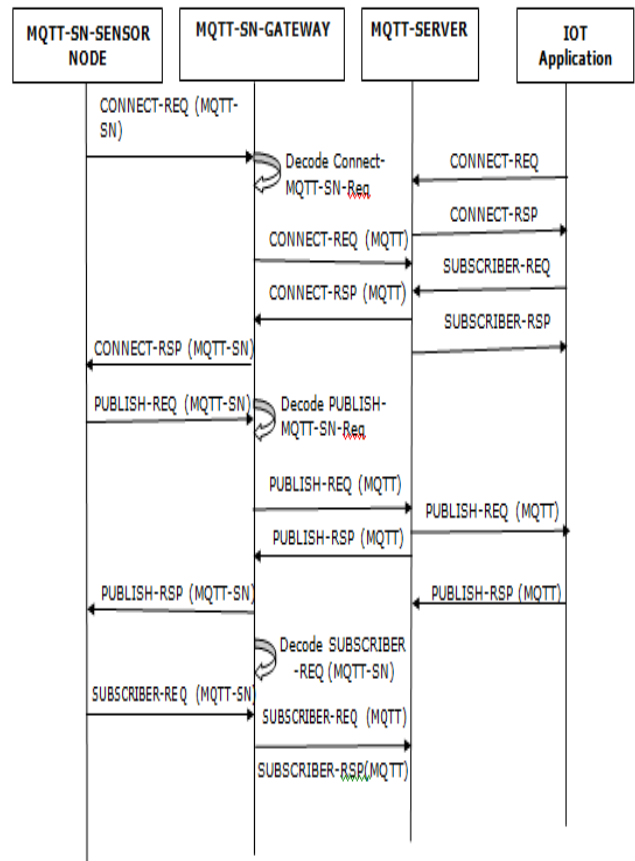 MQTT-SN-SENSOR
NODE
MQTT-SN-GATEWAY
MQTT-SERVER
IOT
Application
CONNECT-REQ (MQTT-
SN)
Decode Connect-
MQTT-SN-Req
CONNECT-REQ
CONNECT-RSP
CONNECT-REQ (MQTT)
SUBSCRIBER-REQ
CONNECT-RSP (MQTT)
SUBSCRIBER-RSP
CONNECT-RSP (MQTT-SN)
PUBLISH-REQ (MQTT-SN)
Decode PUBLISH-
MQTT-SN-Req
PUBLISH-REQ (MQTT)
PUBLISH-REQ (MQTT)
PUBLISH-RSP (MQTT)
PUBLISH-RSP (MQTT-SN)
PUBLISH-RSP (MQTT)
Decode SUBSCRIBER
-REQ (MQTT-SN)
SUBSCRIBER-REQ (MQTT-SN)
SUBSCRIBER-REQ (MQTT)
SUBSCRIBER-RSP(MQTT)